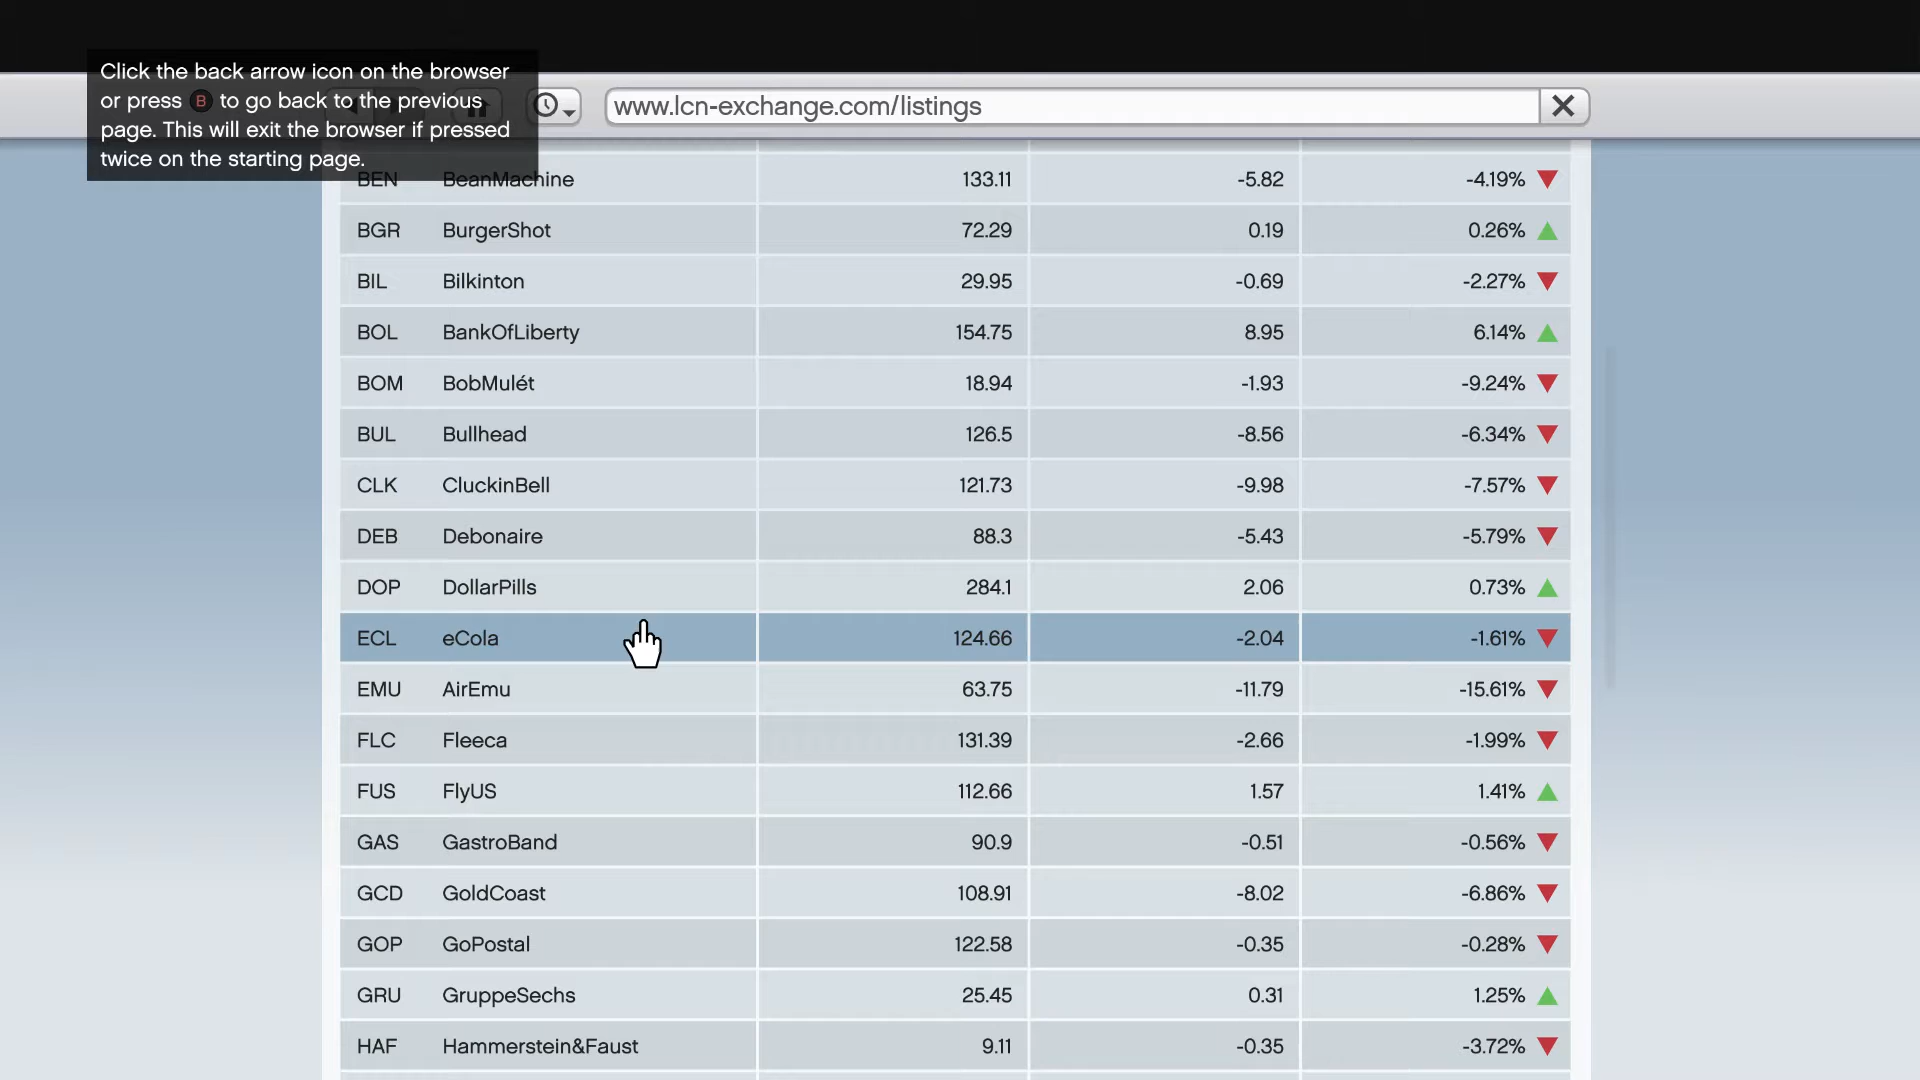 Click the back arrow icon on the browser
or press B to go back to the previous
page. This will exit the browser if pressed
twice on the starting page.
www.lcn-exchange.com/listings
BEN BeanMachine 133.11 -5.82 -4.19%
BGR BurgerShot 72.29 0.19 0.26%
BIL Bilkinton 29.95 -0.69 -2.27%
BOL BankOfLiberty 154.75 8.95 6.14%
BOM BobMulét 18.94 -1.93 -9.24%
BUL Bullhead 126.5 -8.56 -6.34%
CLK CluckinBell 121.73 -9.98 -7.57%
DEB Debonaire 88.3 -5.43 -5.79%
DOP DollarPills 284.1 2.06 0.73%
ECL eCola 124.66 -2.04 -1.61%
EMU AirEmu 63.75 -11.79 -15.61%
FLC Fleeca 131.39 -2.66 -1.99%
FUS FlyUS 112.66 1.57 1.41%
GAS GastroBand 90.9 -0.51 -0.56%
GCD GoldCoast 108.91 -8.02 -6.86%
GOP GoPostal 122.58 -0.35 -0.28%
GRU GruppeSechs 25.45 0.31 1.25%
HAF Hammerstein&Faust 9.11 -0.35 -3.72%